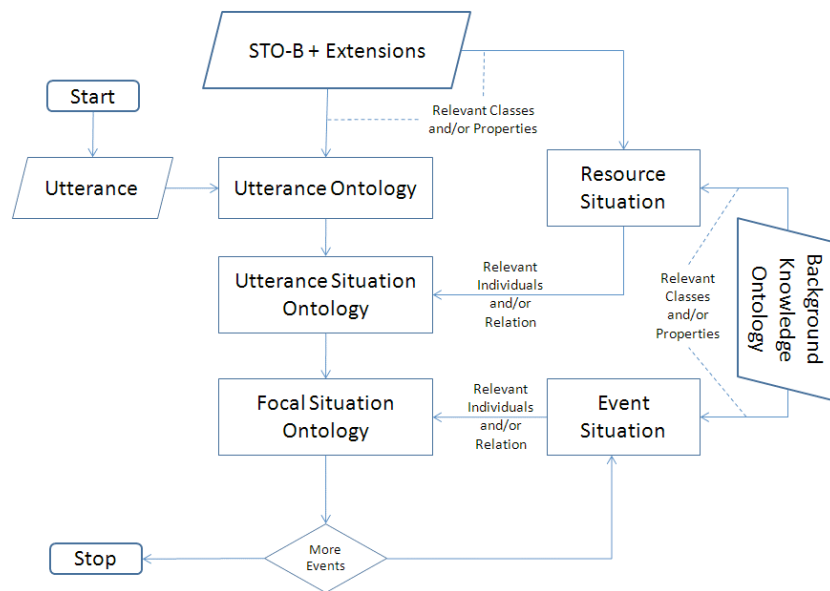 STO-B + Extensions
Start
Relevant Classes
and/or Properties
Utterance
Utterance Ontology
Resource
Situation
Utterance Situation
Ontology
Relevant
Individuals
and/or
Relation
Relevant
Classes
and/or
Properties
Background
Knowledge
Ontology
Focal Situation
Ontology
Relevant
Individuals
and/or
Relation
Event
Situation
More
Events
Stop